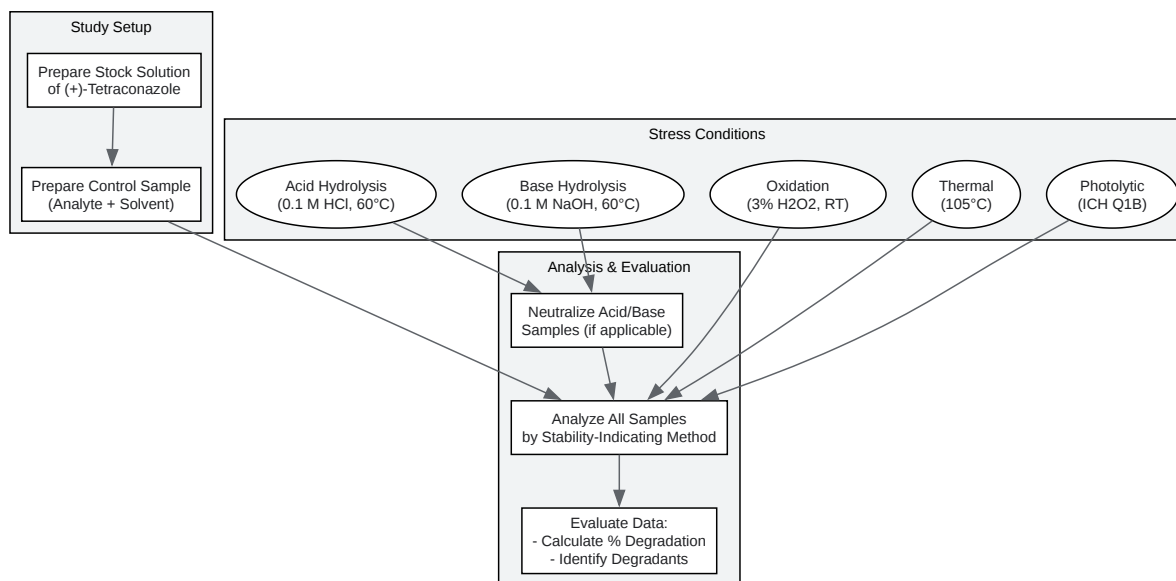 Study Setup
Prepare Stock Solution
of (+)-Tetraconazole
Prepare Control Sample
(Analyte + Solvent)
Stress Conditions
Acid Hydrolysis
(0.1 M HCl, 60°C)
Base Hydrolysis
(0.1 M NaOH, 60°C)
Oxidation
(3% H2O2, RT)
Thermal
(105°C)
Photolytic
(ICH Q1B)
Analysis & Evaluation
Neutralize Acid/Base
Samples (if applicable)
Analyze All Samples
by Stability-Indicating Method
Evaluate Data:
- Calculate % Degradation
- Identify Degradants